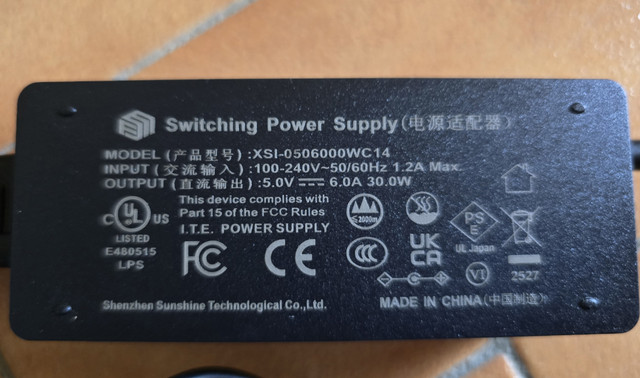 Switching Power Supply(电源适配器)
MODEL (产品型号) :XSI-0506000WC14
INPUT (交流输入) :100-240V~50/60Hz 1.2A Max.
OUTPUT (直流输出) :5.0V⎓6.0A 30.0W
C UL US
LISTED
E480515
LPS
This device complies with
Part 15 of the FCC Rules
I.T.E. POWER SUPPLY
FC CE
≤2000m
CCC
UK
CA
PS
E
UL Japan
VI
2527
Shenzhen Sunshine Technological Co.,Ltd.
MADE IN CHINA(中国制造)